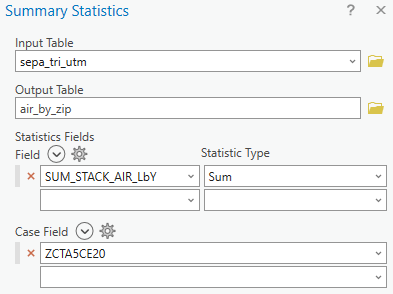 Summary Statistics ? ×
Input Table
sepa_tri_utm
Output Table
air_by_zip
Statistics Fields
Field Statistic Type
SUM_STACK_AIR_LbY Sum
Case Field
ZCTA5CE20